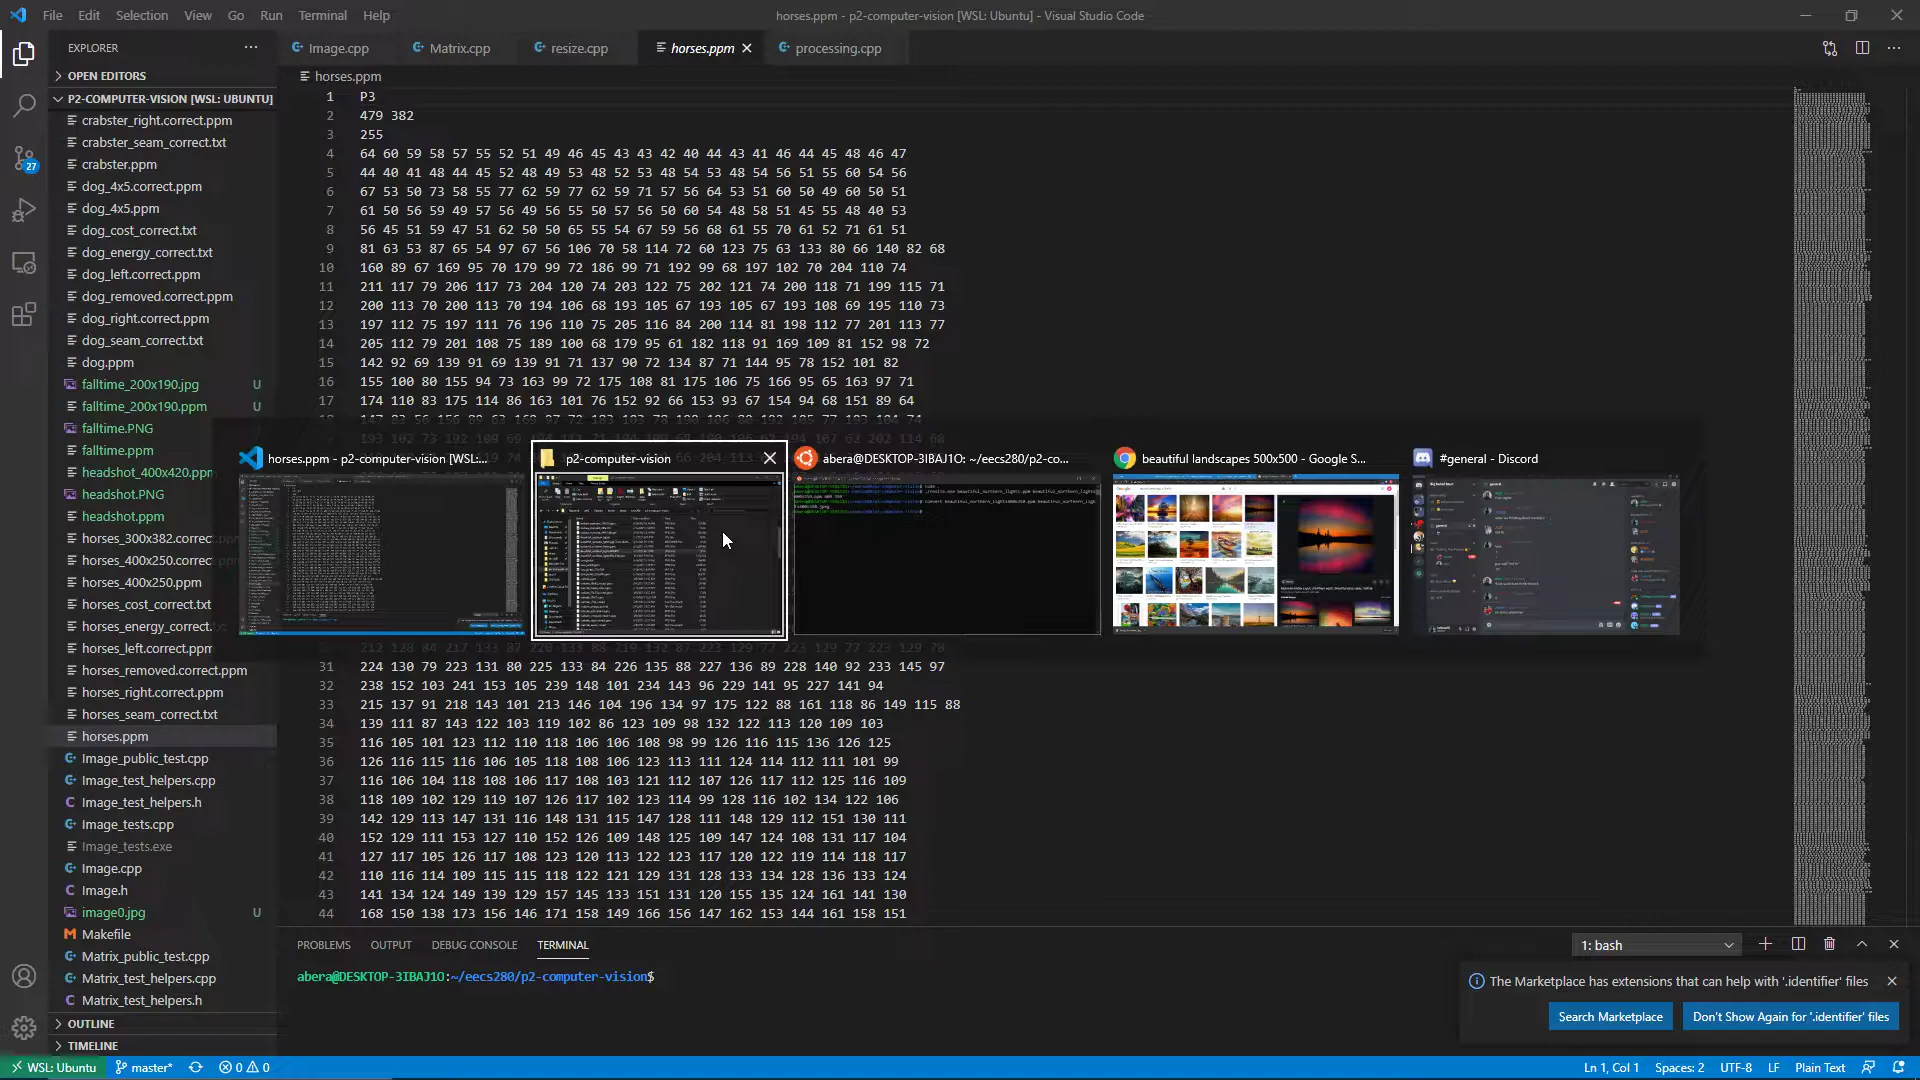 File Edit Selection View Go Run Terminal Help
horses.ppm - p2-computer-vision [WSL: Ubuntu] - Visual Studio Code
EXPLORER
Image.cpp Matrix.cpp resize.cpp horses.ppm processing.cpp
OPEN EDITORS
P2-COMPUTER-VISION [WSL: UBUNTU]
crabster_right.correct.ppm
crabster_seam_correct.txt
crabster.ppm
dog_4x5.correct.ppm
dog_4x5.ppm
dog_cost_correct.txt
dog_energy_correct.txt
dog_left.correct.ppm
dog_removed.correct.ppm
dog_right.correct.ppm
dog_seam_correct.txt
dog.ppm
falltime_200x190.jpg U
falltime_200x190.ppm U
falltime.PNG
falltime.ppm
headshot_400x420.ppm
headshot.PNG
headshot.ppm
horses_300x382.correct
horses_400x250.correc
horses_400x250.ppm
horses_cost_correct.txt
horses_energy_correct.
horses_left.correct.ppm
horses_removed.correct.ppm
horses_right.correct.ppm
horses_seam_correct.txt
horses.ppm
Image_public_test.cpp
Image_test_helpers.cpp
Image_test_helpers.h
Image_tests.cpp
Image_tests.exe
Image.cpp
Image.h
image0.jpg U
Makefile
Matrix_public_test.cpp
Matrix_test_helpers.cpp
Matrix_test_helpers.h
OUTLINE
TIMELINE
27
horses.ppm
1 P3
2 479 382
3 255
4 64 60 59 58 57 55 52 51 49 46 45 43 43 42 40 44 43 41 46 44 45 48 46 47
5 44 40 41 48 44 45 52 48 49 53 48 52 53 48 54 53 48 54 56 51 55 60 54 56
6 67 53 50 73 58 55 77 62 59 77 62 59 71 57 56 64 53 51 60 50 49 60 50 51
7 61 50 56 59 49 57 56 49 56 55 50 57 56 50 60 54 48 58 51 45 55 48 40 53
8 56 45 51 59 47 51 62 50 50 65 55 54 67 59 56 68 61 55 70 61 52 71 61 51
9 81 63 53 87 65 54 97 67 56 106 70 58 114 72 60 123 75 63 133 80 66 140 82 68
10 160 89 67 169 95 70 179 99 72 186 99 71 192 99 68 197 102 70 204 110 74
11 211 117 79 206 117 73 204 120 74 203 122 75 202 121 74 200 118 71 199 115 71
12 200 113 70 200 113 70 194 106 68 193 105 67 193 105 67 193 108 69 195 110 73
13 197 112 75 197 111 76 196 110 75 205 116 84 200 114 81 198 112 77 201 113 77
14 205 112 79 201 108 75 189 100 68 179 95 61 182 118 91 169 109 81 152 98 72
15 142 92 69 139 91 69 139 91 71 137 90 72 134 87 71 144 95 78 152 101 82
16 155 100 80 155 94 73 163 99 72 175 108 81 175 106 75 166 95 65 163 97 71
17 174 110 83 175 114 86 163 101 76 152 92 66 153 93 67 154 94 68 151 89 64
horses.ppm - p2-computer-vision [WSL:...
p2-computer-vision
abera@DESKTOP-3IBAJ1O: ~/eecs280/p2-co...
beautiful landscapes 500x500 - Google S...
#general - Discord
31 224 130 79 223 131 80 225 133 84 226 135 88 227 136 89 228 140 92 233 145 97
32 238 152 103 241 153 105 239 148 101 234 143 96 229 141 95 227 141 94
33 215 137 91 218 143 101 213 146 104 196 134 97 175 122 88 161 118 86 149 115 88
34 139 111 87 143 122 103 119 102 86 123 109 98 132 122 113 120 109 103
35 116 105 101 123 112 110 118 106 106 108 98 99 126 116 115 136 126 125
36 126 116 115 116 106 105 118 108 106 123 113 111 124 114 112 111 101 99
37 116 106 104 118 108 106 117 108 103 121 112 107 126 117 112 125 116 109
38 118 109 102 129 119 107 126 117 102 123 114 99 128 116 102 134 122 106
39 142 129 113 147 131 116 148 131 115 147 128 111 148 129 112 151 130 111
40 152 129 111 153 127 110 152 126 109 148 125 109 147 124 108 131 117 104
41 127 117 105 126 117 108 123 120 113 122 123 117 120 122 119 114 118 117
42 110 116 114 109 115 115 118 122 121 129 131 128 133 134 128 136 133 124
43 141 134 124 149 139 129 157 145 133 151 131 120 155 135 124 161 141 130
44 168 150 138 173 156 146 171 158 149 166 156 147 162 153 144 161 158 151
PROBLEMS OUTPUT DEBUG CONSOLE TERMINAL
1: bash
abera@DESKTOP-3IBAJ1O:~/eecs280/p2-computer-vision$
The Marketplace has extensions that can help with '.identifier' files
Search Marketplace
Don't Show Again for '.identifier' files
WSL: Ubuntu master* 0 0
Ln 1, Col 1 Spaces: 2 UTF-8 LF Plain Text